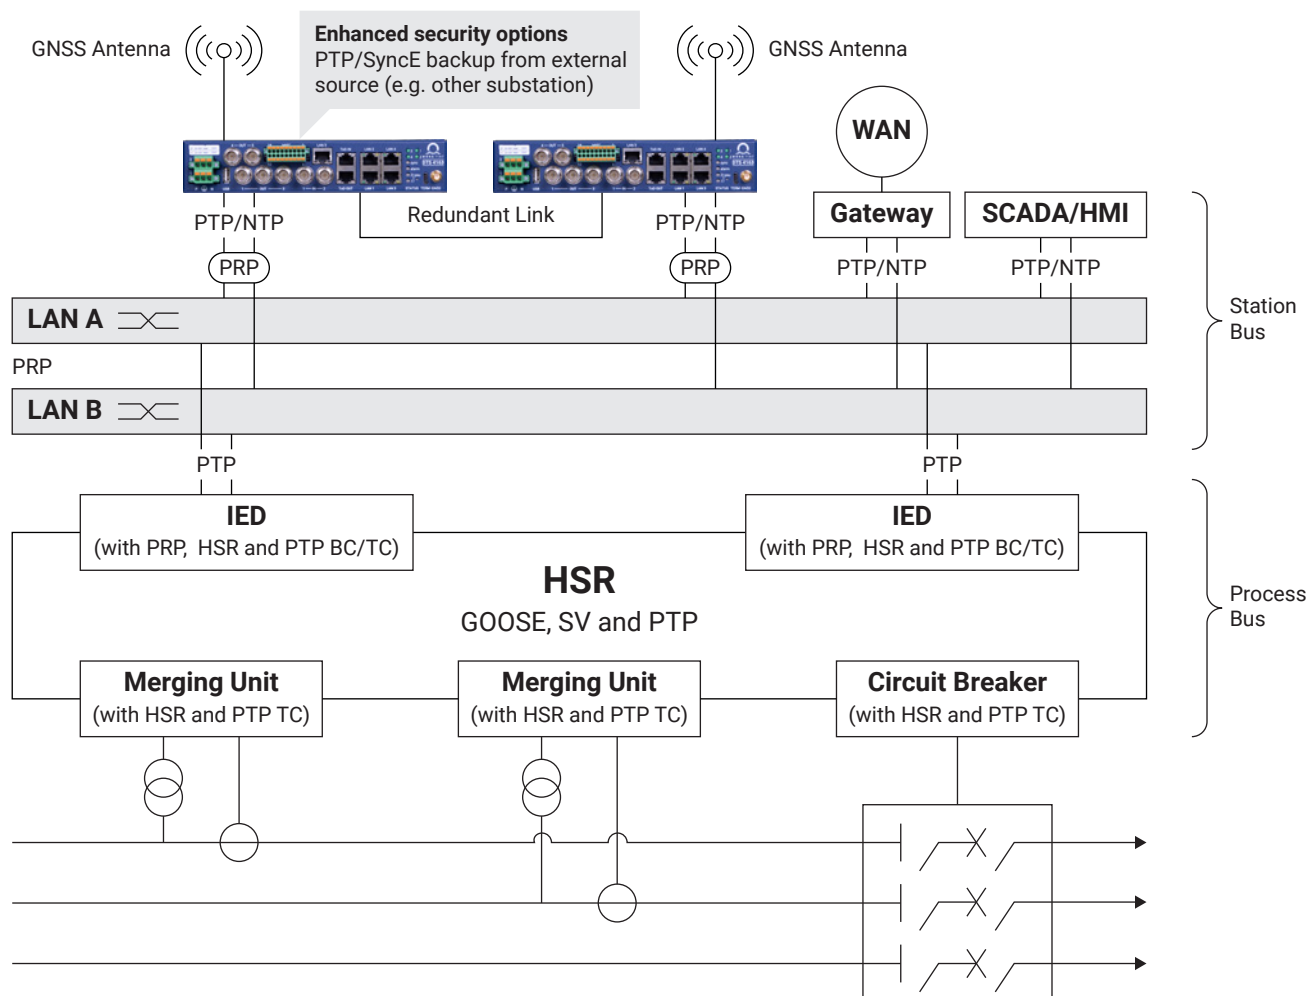 GNSS Antenna
Enhanced security options
PTP/SyncE backup from external
source (e.g. other substation)
GNSS Antenna
WAN
PTP/NTP
Redundant Link
PTP/NTP
Gateway
SCADA/HMI
PRP
PRP
PTP/NTP
PTP/NTP
LAN A
Station
Bus
PRP
LAN B
PTP
PTP
IED
(with PRP, HSR and PTP BC/TC)
IED
(with PRP, HSR and PTP BC/TC)
HSR
GOOSE, SV and PTP
Process
Bus
Merging Unit
(with HSR and PTP TC)
Merging Unit
(with HSR and PTP TC)
Circuit Breaker
(with HSR and PTP TC)